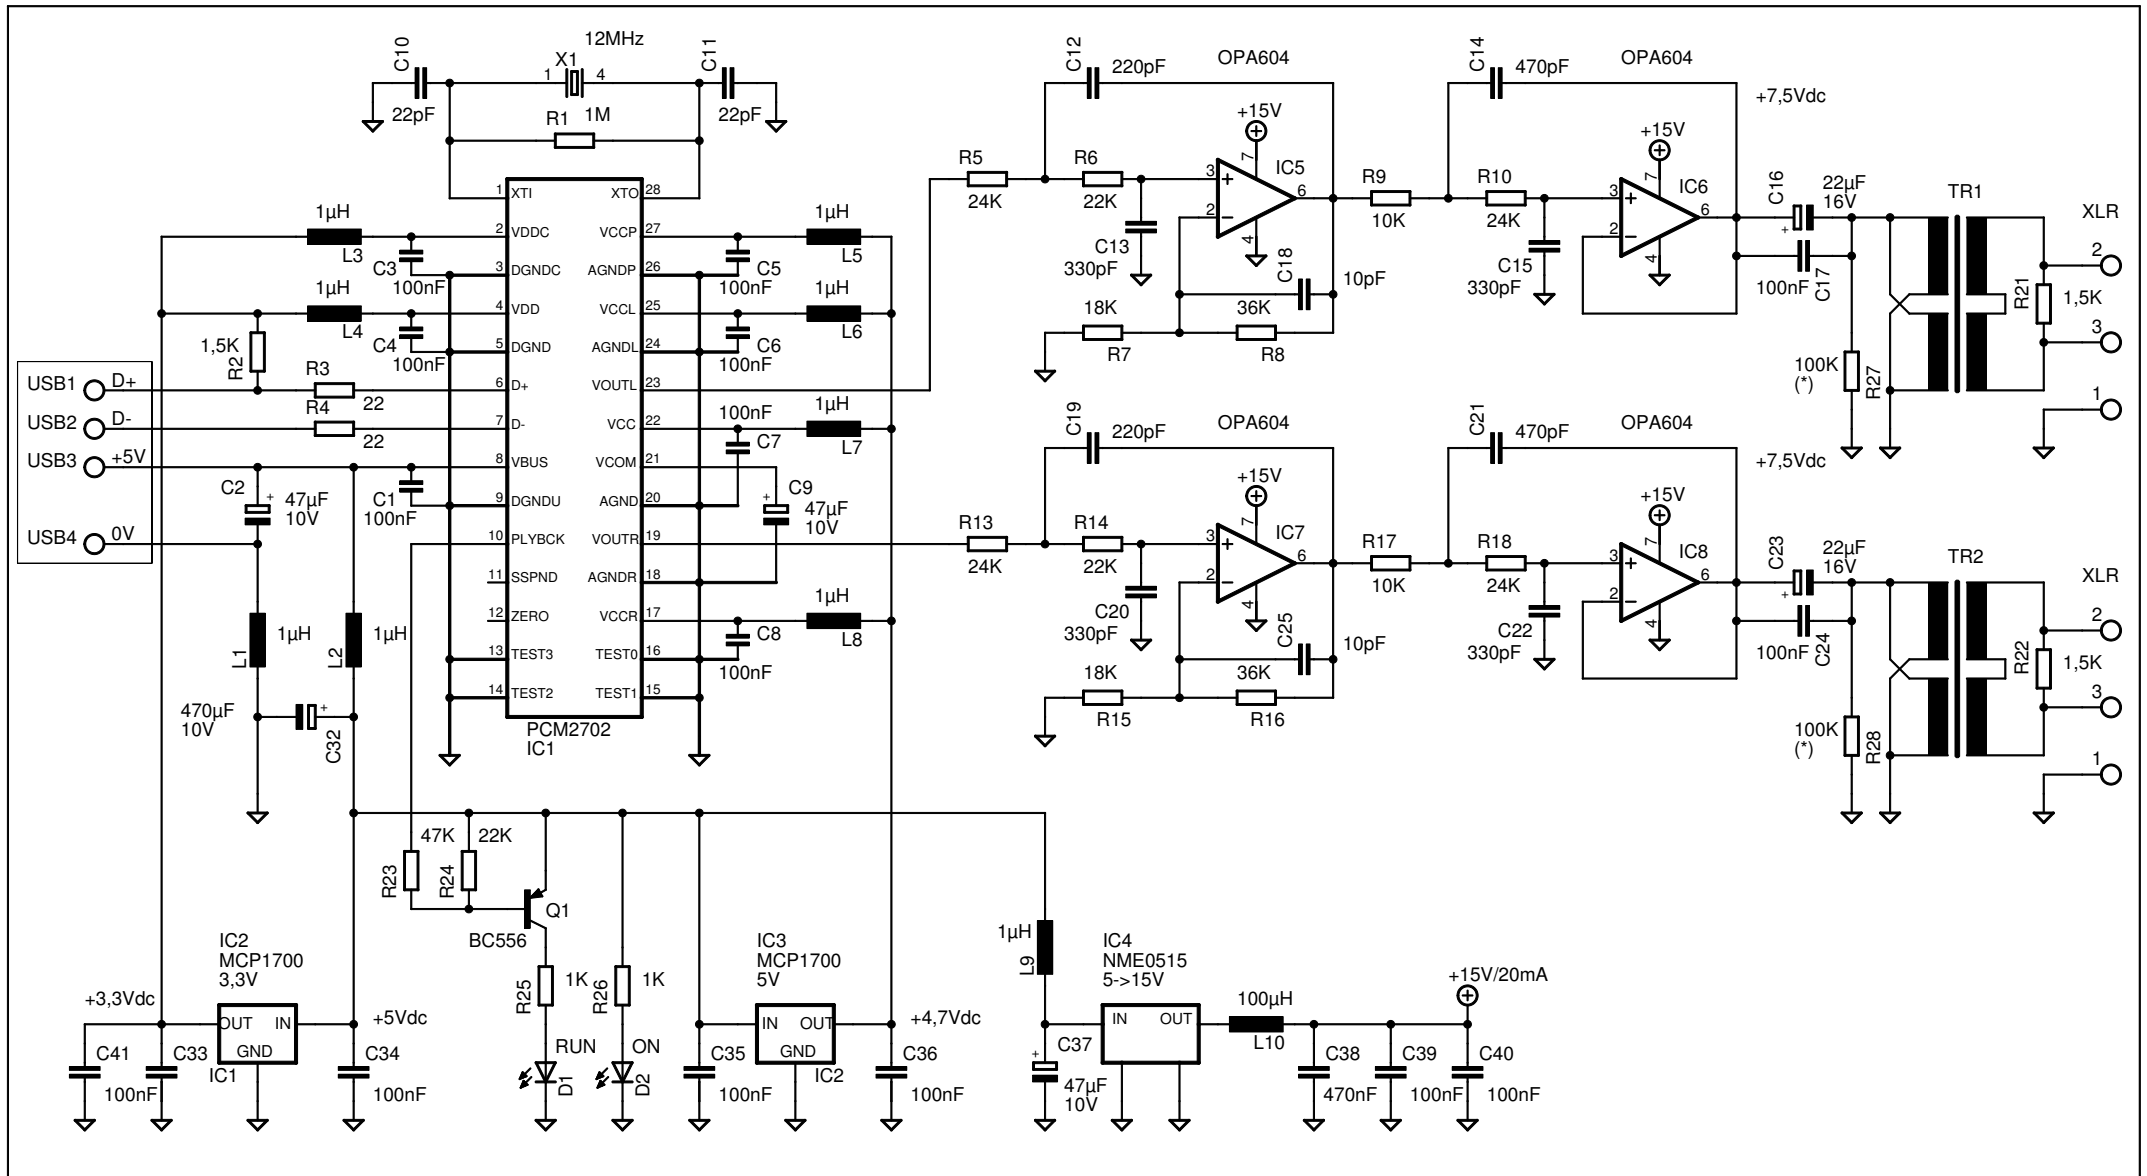 C10
12MHz
X1
1
4
C11
22pF
R1
1M
22pF
C12
220pF
OPA604
C14
470pF
OPA604
+7,5Vdc
+15V
+15V
R5
24K
R6
22K
3
2
7
4
6
IC5
C13
330pF
C18
10pF
18K
R7
36K
R8
R9
10K
R10
24K
3
2
7
4
6
IC6
C15
330pF
C16
22µF
16V
100nF
C17
100K
(*)
R27
TR1
R21
1,5K
XLR
2
3
1
1
XTI
XTO
28
1µH
L3
C3
100nF
2
VDDC
VCCP
27
C5
100nF
1µH
L5
3
DGNDC
AGNDP
26
1µH
L4
C4
100nF
4
VDD
VCCL
25
C6
100nF
1µH
L6
5
DGND
AGNDL
24
1,5K
R2
USB1
D+
R3
22
6
D+
VOUTL
23
USB2
D-
R4
22
7
D-
VCC
22
100nF
C7
1µH
L7
USB3
+5V
8
VBUS
VCOM
21
C2
47µF
10V
C1
100nF
9
DGNDU
AGND
20
C9
47µF
10V
USB4
0V
10
PLYBCK
VOUTR
19
11
SSPND
AGNDR
18
12
ZERO
VCCR
17
C8
100nF
1µH
L8
13
TEST3
TEST0
16
14
TEST2
TEST1
15
PCM2702
IC1
L1
1µH
L2
1µH
470µF
10V
C32
C19
220pF
OPA604
C21
470pF
OPA604
+7,5Vdc
+15V
+15V
R13
24K
R14
22K
3
2
7
4
6
IC7
C20
330pF
C25
10pF
18K
R15
36K
R16
R17
10K
R18
24K
3
2
7
4
6
IC8
C22
330pF
C23
22µF
16V
100nF
C24
100K
(*)
R28
TR2
R22
1,5K
XLR
2
3
1
47K
R23
22K
R24
Q1
BC556
R25
1K
R26
1K
RUN
D1
ON
D2
IC2
MCP1700
3,3V
+3,3Vdc
OUT
IN
GND
IC1
+5Vdc
C41
C33
100nF
100nF
C34
100nF
IC3
MCP1700
5V
IN
OUT
GND
IC2
+4,7Vdc
C35
100nF
C36
100nF
1µH
L9
IC4
NME0515
5->15V
IN
OUT
C37
47µF
10V
100µH
L10
+15V/20mA
C38
470nF
C39
100nF
C40
100nF